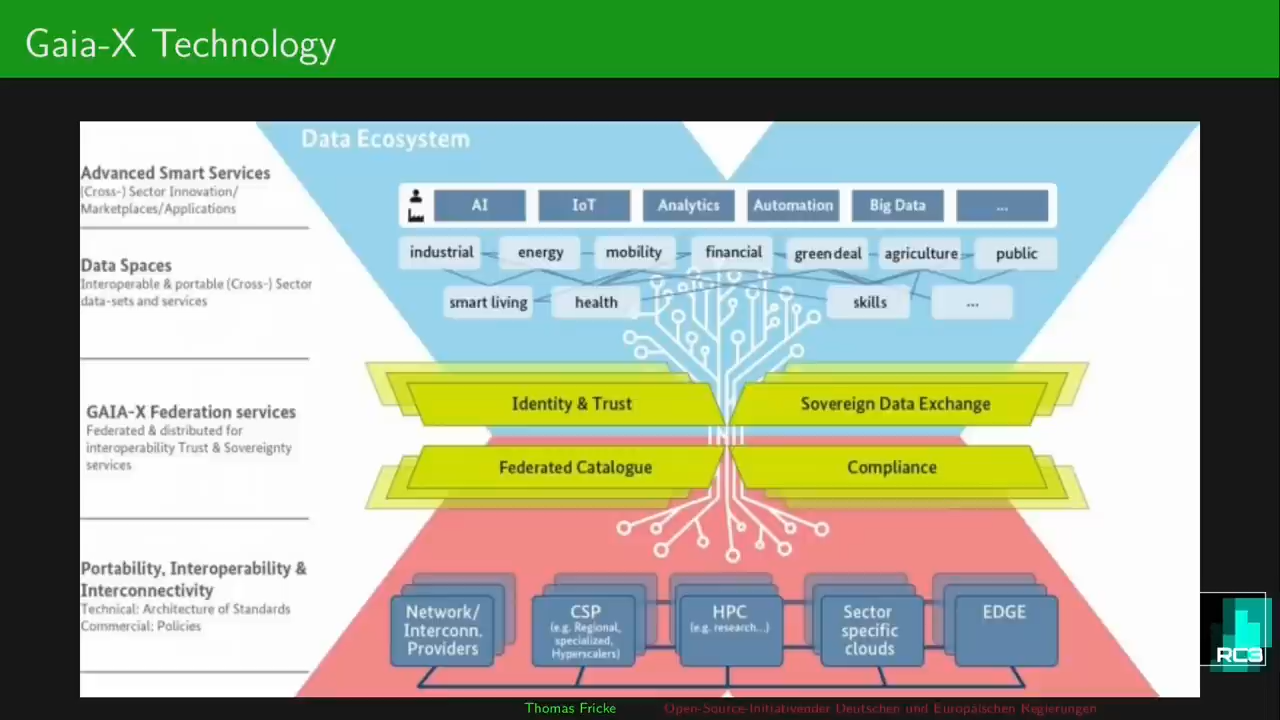 Gaia-X Technology
Data Ecosystem
Advanced Smart Services
(Cross-) Sector Innovation/
Marketplaces/Applications
AI IoT Analytics Automation Big Data ...
industrial energy mobility financial green deal agriculture public
Data Spaces
Interoperable & portable (Cross-) Sector
data-sets and services
smart living health skills ...
GAIA-X Federation services
Federated & distributed for
interoperability Trust & Sovereignty
services
Identity & Trust Sovereign Data Exchange
Federated Catalogue Compliance
Portability, Interoperability &
Interconnectivity
Technical: Architecture of Standards
Commercial: Policies
Network/
Interconn.
Providers
CSP
(e.g. Regional,
specialized,
Hyperscalers)
HPC
(e.g. research...)
Sector
specific
clouds
EDGE
RC3
Thomas Fricke Open-Source-Initiativender Deutschen und Europäischen Regierungen